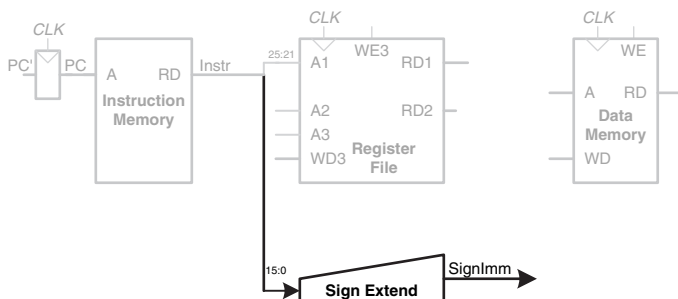 CLK
CLK
CLK
PC' PC
A RD
Instr
Instruction
Memory
25:21
WE3
A1 RD1
A2 RD2
A3
WD3
Register
File
WE
A RD
Data
Memory
WD
15:0
Sign Extend
SignImm